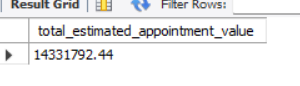 Result Grid Filter Rows:
total_estimated_appointment_value
14331792.44